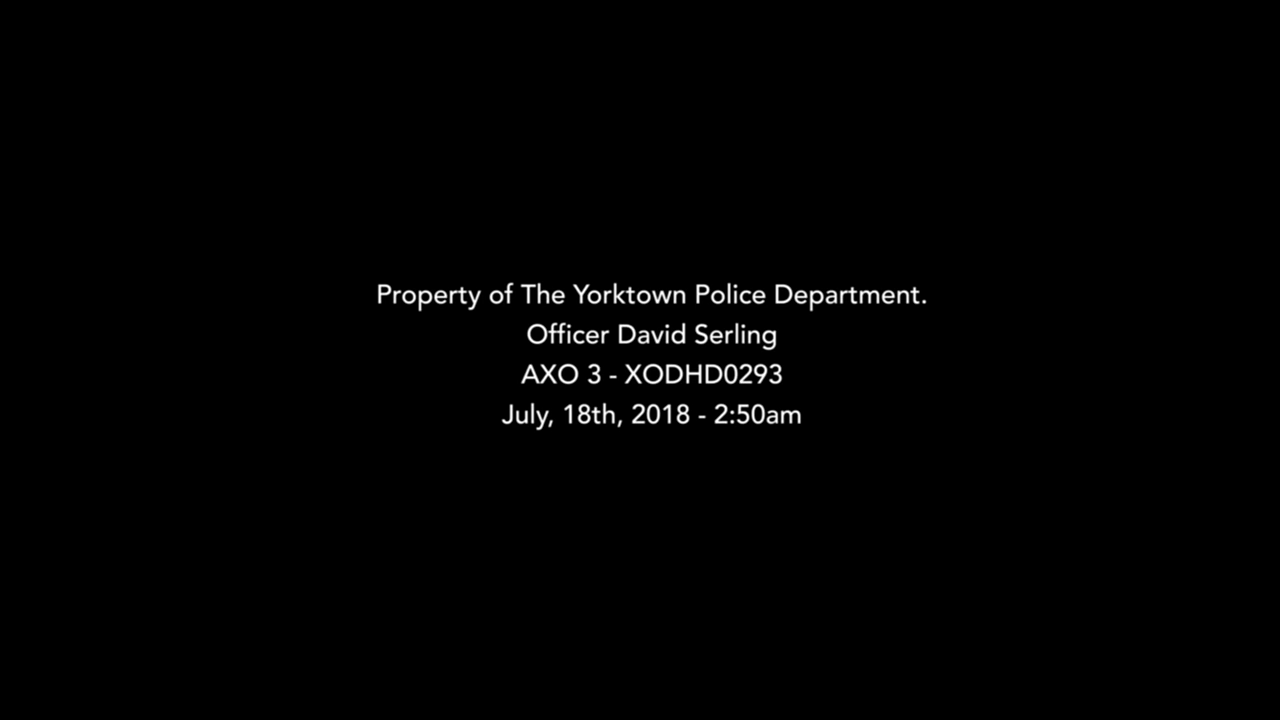 Property of The Yorktown Police Department.
Officer David Serling
AXO 3 - XODHD0293
July, 18th, 2018 - 2:50am